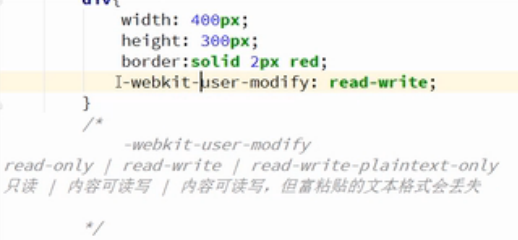 div{
width: 400px;
height: 300px;
border:solid 2px red;
-webkit-user-modify: read-write;
}
/*
-webkit-user-modify
read-only | read-write | read-write-plaintext-only
只读 | 内容可读写 | 内容可读写，但富粘贴的文本格式会丢失
*/